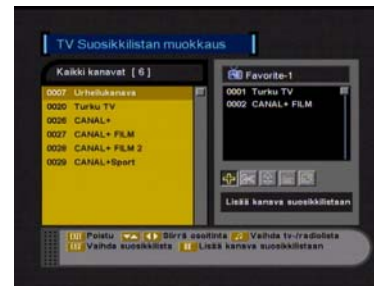 TV Suosikkilistan muokkaus
Kaikki kanavat [ 6 ]
0007 Urheilukanava
0020 Turku TV
0026 CANAL+
0027 CANAL+ FILM
0028 CANAL+ FILM 2
0029 CANAL+Sport
Favorite-1
0001 Turku TV
0002 CANAL+ FILM
Lisää kanava suosikkilistaan
Poistu Siirrä osoitinta Vaihda tv-/radiolista
Vaihda suosikkilista Lisää kanava suosikkilistaan